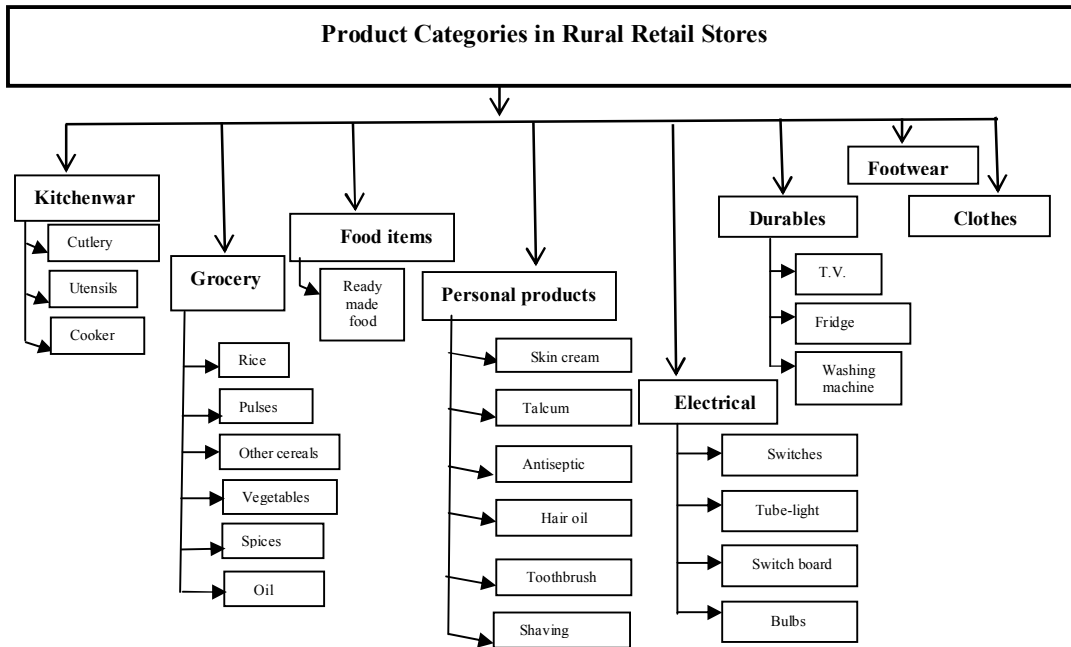 Product Categories in Rural Retail Stores
Kitchenwar
Cutlery
Utensils
Cooker
Grocery
Rice
Pulses
Other cereals
Vegetables
Spices
Oil
Food items
Ready
made
food
Personal products
Skin cream
Talcum
Antiseptic
Hair oil
Toothbrush
Shaving
Electrical
Switches
Tube-light
Switch board
Bulbs
Durables
T.V.
Fridge
Washing
machine
Footwear
Clothes